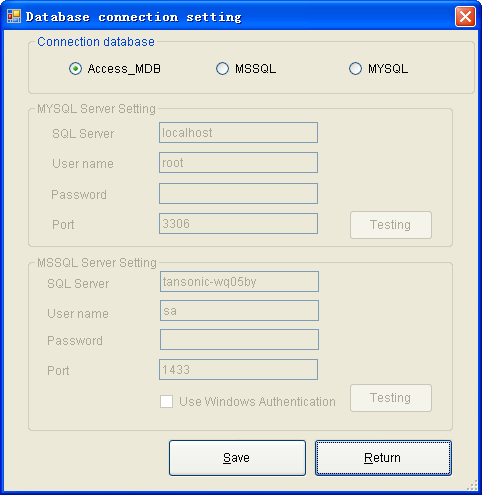 Database connection setting
Connection database
Access_MDB MSSQL MYSQL
MYSQL Server Setting
SQL Server localhost
User name root
Password
Port 3306 Testing
MSSQL Server Setting
SQL Server tansonic-wq05by
User name sa
Password
Port 1433
Use Windows Authentication Testing
Save Return